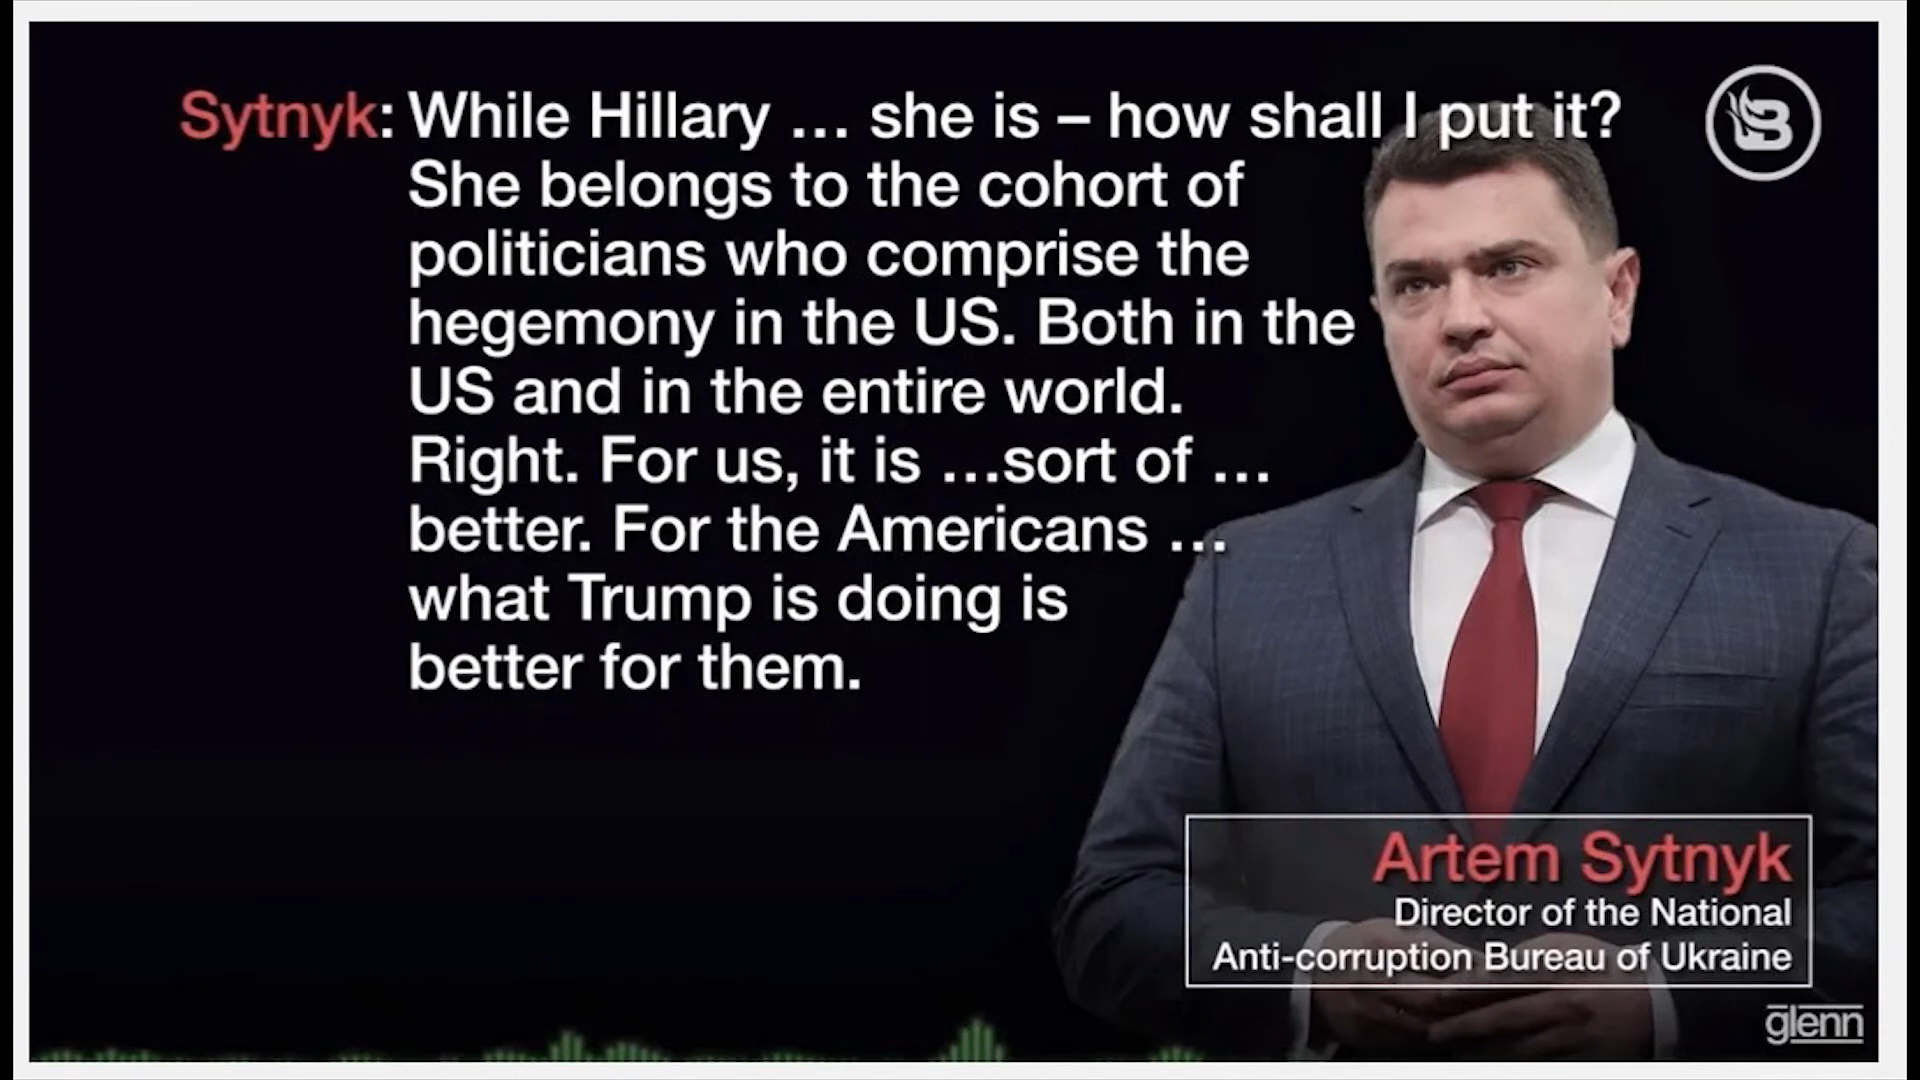 Sytnyk: While Hillary ... she is – how shall I put it?
She belongs to the cohort of
politicians who comprise the
hegemony in the US. Both in the
US and in the entire world.
Right. For us, it is ...sort of ...
better. For the Americans ...
what Trump is doing is
better for them.
Artem Sytnyk
Director of the National
Anti-corruption Bureau of Ukraine
glenn